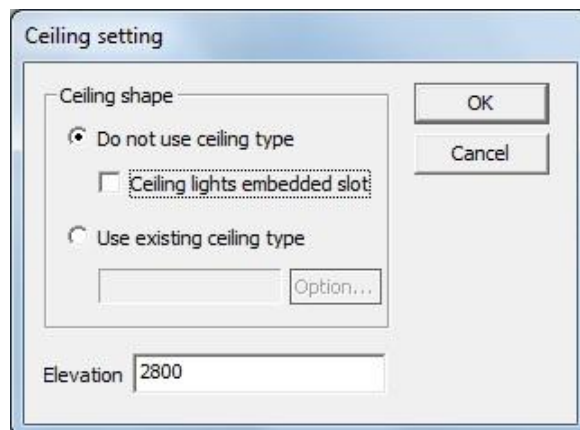 Ceiling setting
Ceiling shape
Do not use ceiling type
Ceiling lights embedded slot
Use existing ceiling type
Option...
Elevation 2800
OK
Cancel